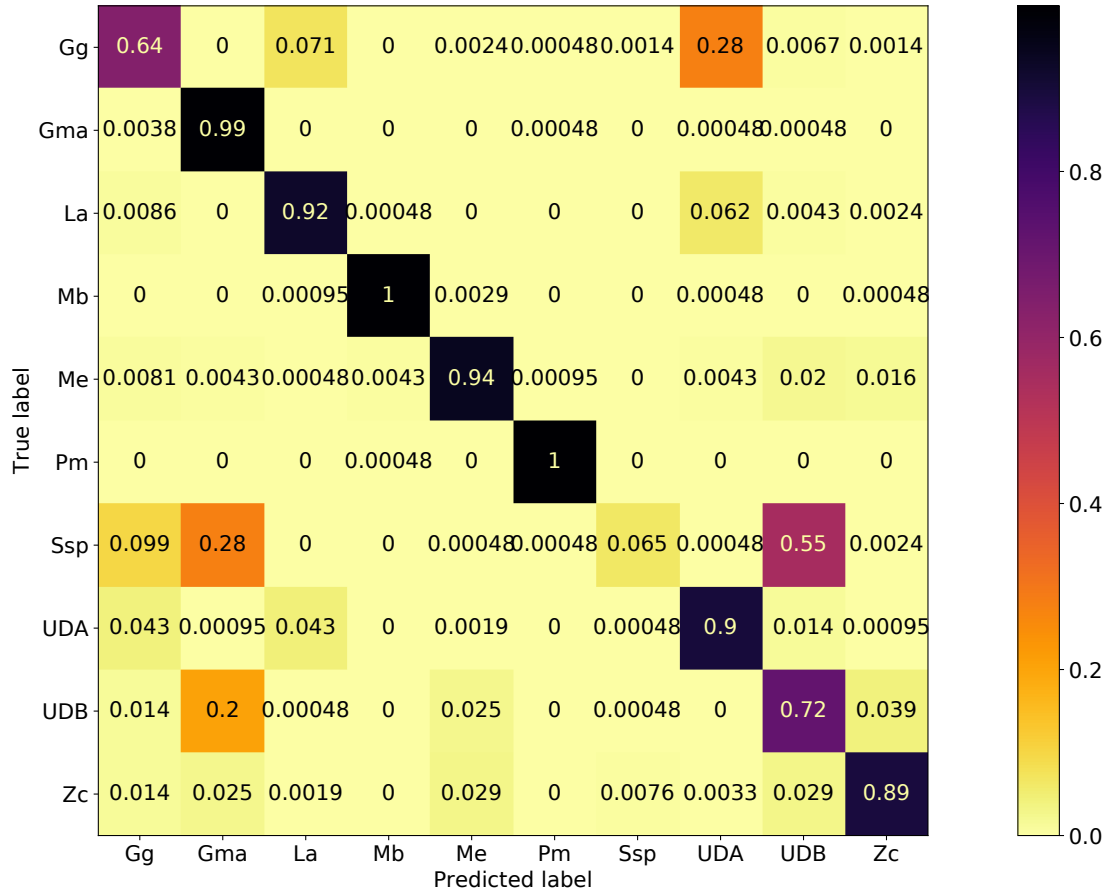 Gg 0.64 0 0.071 0 0.0024 0.00048 0.0014 0.28 0.0067 0.0014
Gma 0.0038 0.99 0 0 0 0.00048 0 0.00048 0.00048 0
La 0.0086 0 0.92 0.00048 0 0 0 0.062 0.0043 0.0024
Mb 0 0 0.00095 1 0.0029 0 0 0.00048 0 0.00048
Me 0.0081 0.0043 0.00048 0.0043 0.94 0.00095 0 0.0043 0.02 0.016
Pm 0 0 0 0.00048 0 1 0 0 0 0
Ssp 0.099 0.28 0 0 0.00048 0.00048 0.065 0.00048 0.55 0.0024
UDA 0.043 0.00095 0.043 0 0.0019 0 0.00048 0.9 0.014 0.00095
UDB 0.014 0.2 0.00048 0 0.025 0 0.00048 0 0.72 0.039
Zc 0.014 0.025 0.0019 0 0.029 0 0.0076 0.0033 0.029 0.89
Gg Gma La Mb Me Pm Ssp UDA UDB Zc
Predicted label
True label
0.8
0.6
0.4
0.2
0.0